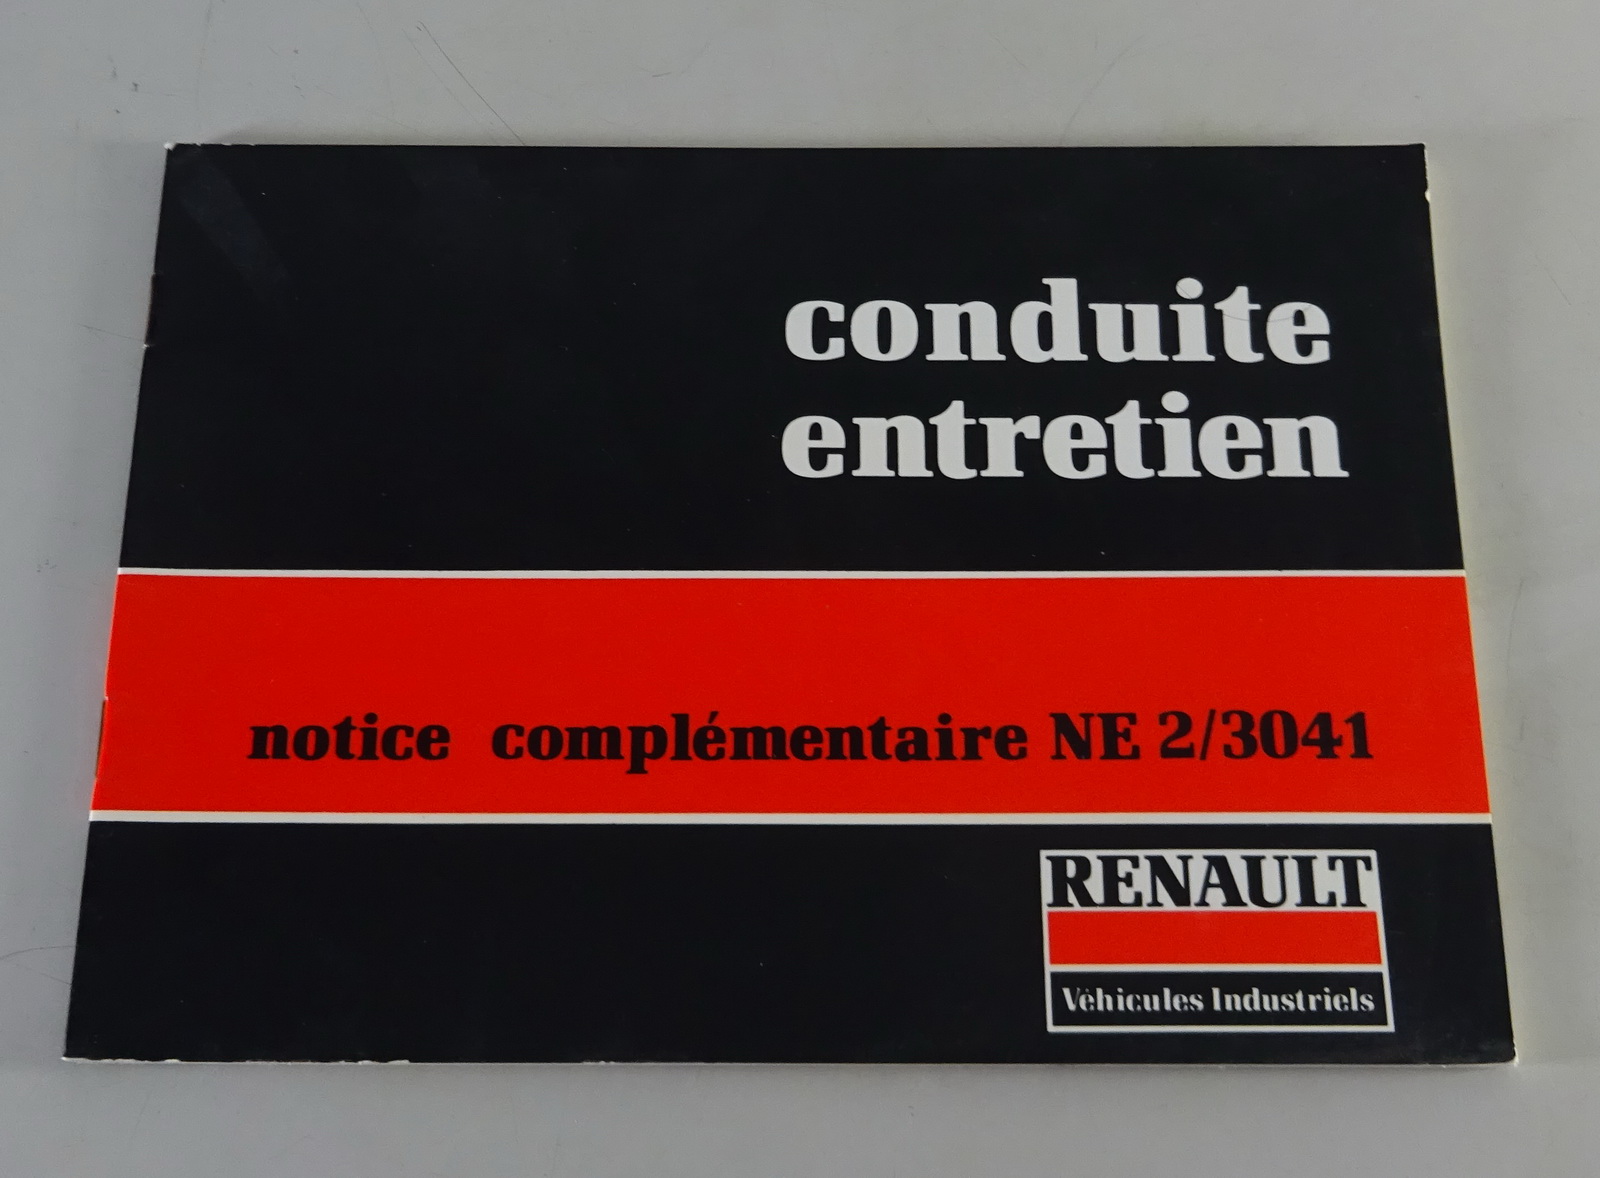 conduite
entretien
notice complémentaire NE 2/3041
RENAULT
Véhicules Industriels